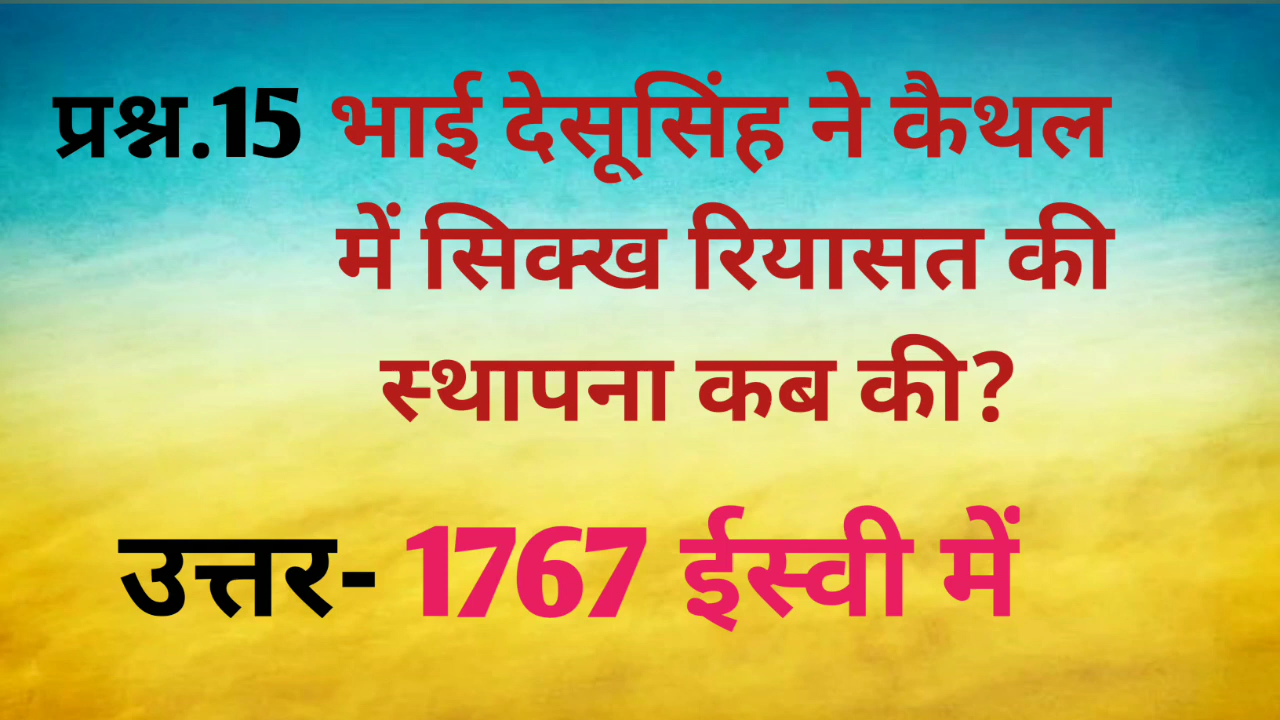 प्रश्न.15 भाई देसूसिंह ने कैथल
में सिक्ख रियासत की
स्थापना कब की?
उत्तर- 1767 ईस्वी में